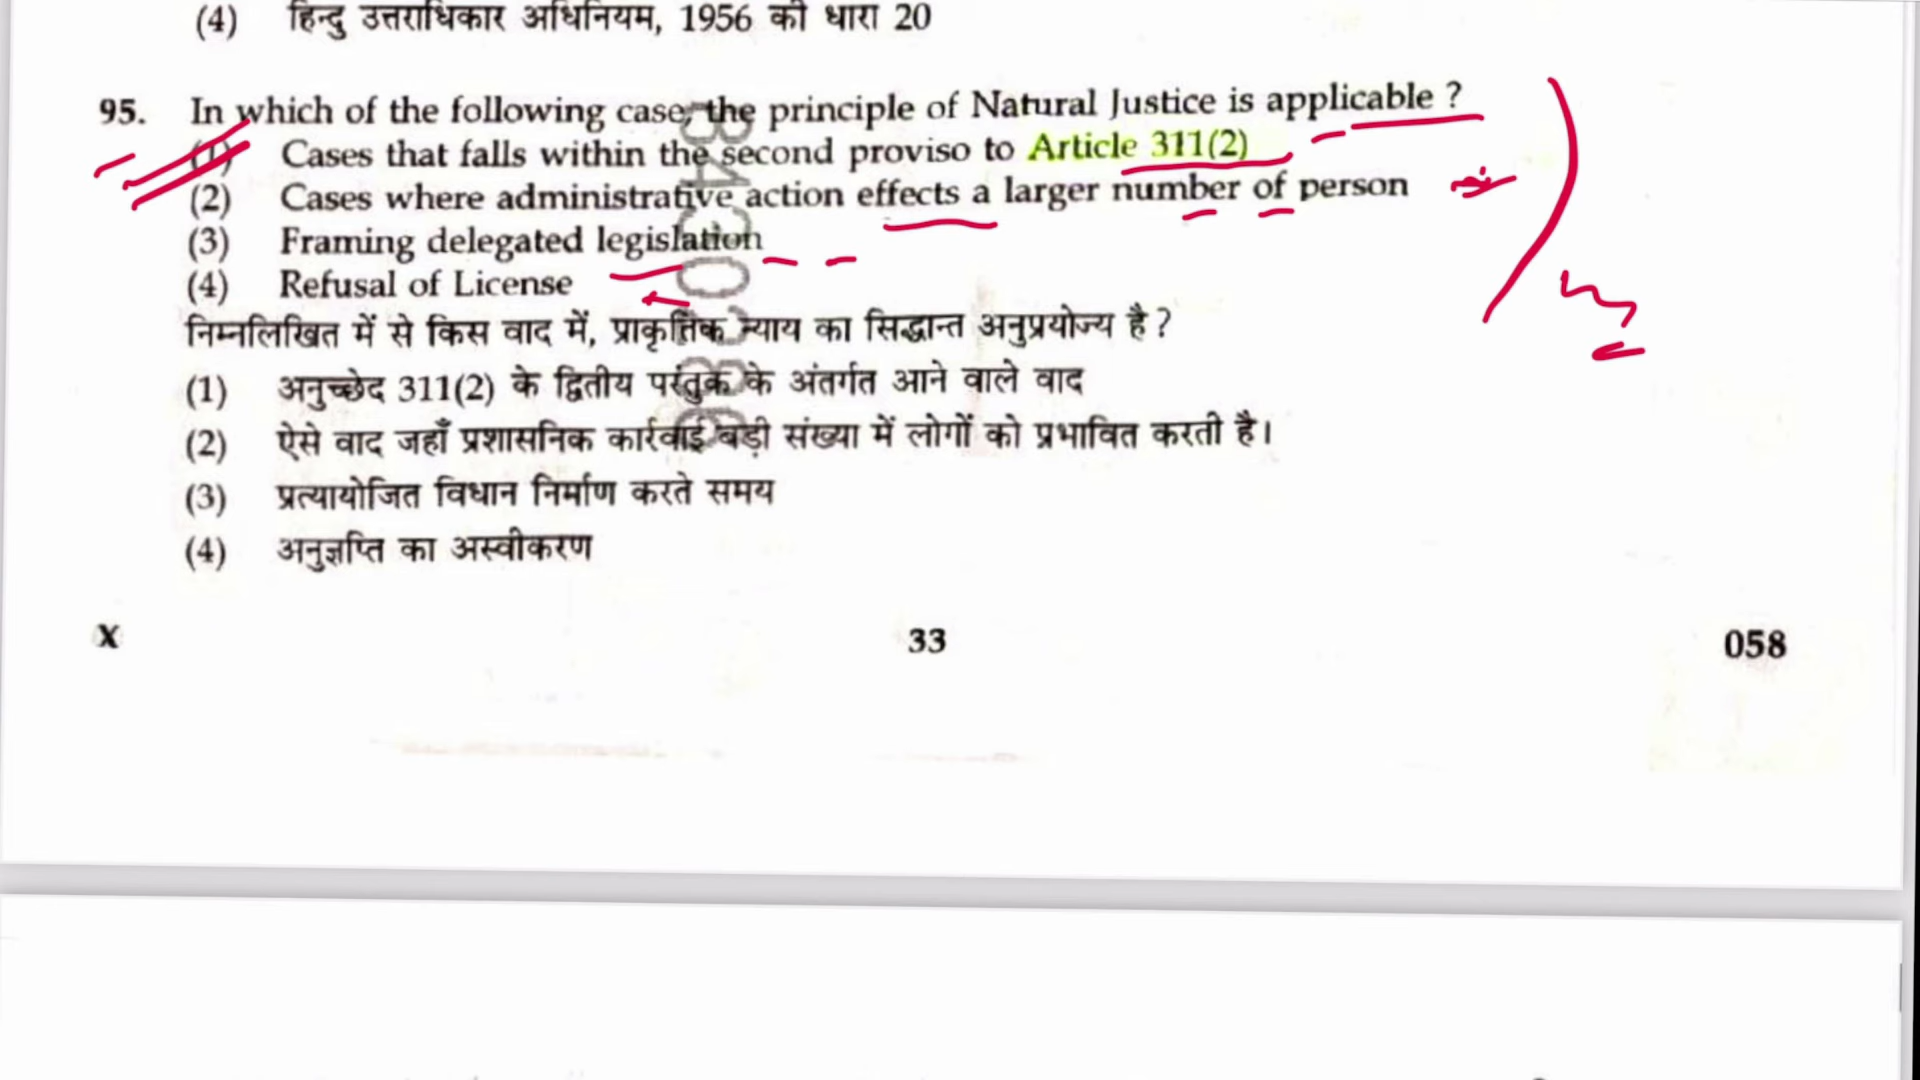 (4) हिन्दु उत्तराधिकार अधिनियम, 1956 की धारा 20
95. In which of the following case, the principle of Natural Justice is applicable ?
(1) Cases that falls within the second proviso to Article 311(2)
(2) Cases where administrative action effects a larger number of person
(3) Framing delegated legislation
(4) Refusal of License
निम्नलिखित में से किस वाद में, प्राकृतिक न्याय का सिद्धान्त अनुप्रयोज्य है ?
(1) अनुच्छेद 311(2) के द्वितीय परंतुक के अंतर्गत आने वाले वाद
(2) ऐसे वाद जहाँ प्रशासनिक कार्रवाई बड़ी संख्या में लोगों को प्रभावित करती है।
(3) प्रत्यायोजित विधान निर्माण करते समय
(4) अनुज्ञप्ति का अस्वीकरण
X 33 058